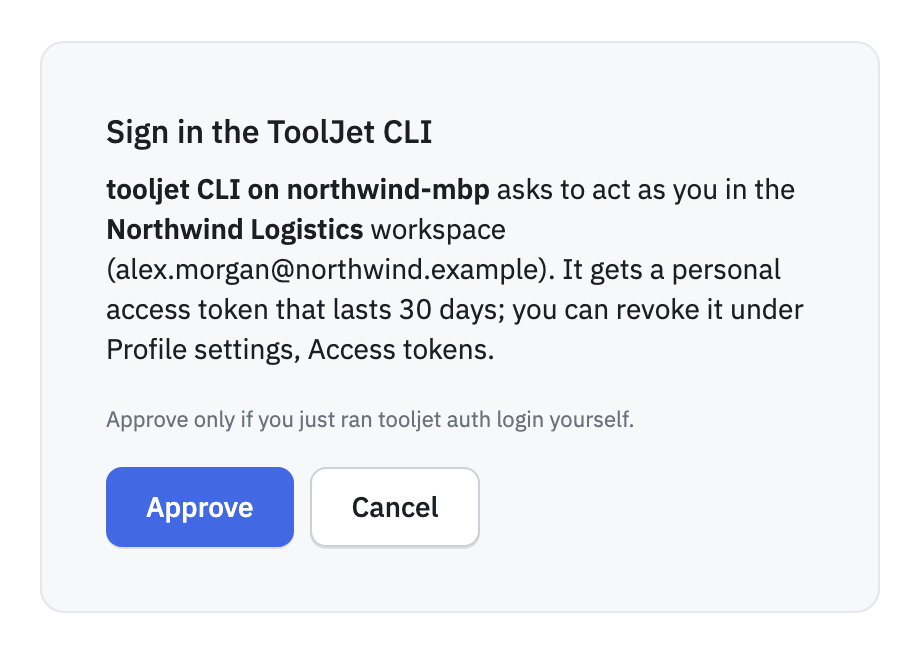 Sign in the ToolJet CLI
tooljet CLI on northwind-mbp asks to act as you in the
Northwind Logistics workspace
(alex.morgan@northwind.example). It gets a personal
access token that lasts 30 days; you can revoke it under
Profile settings, Access tokens.
Approve only if you just ran tooljet auth login yourself.
Approve
Cancel